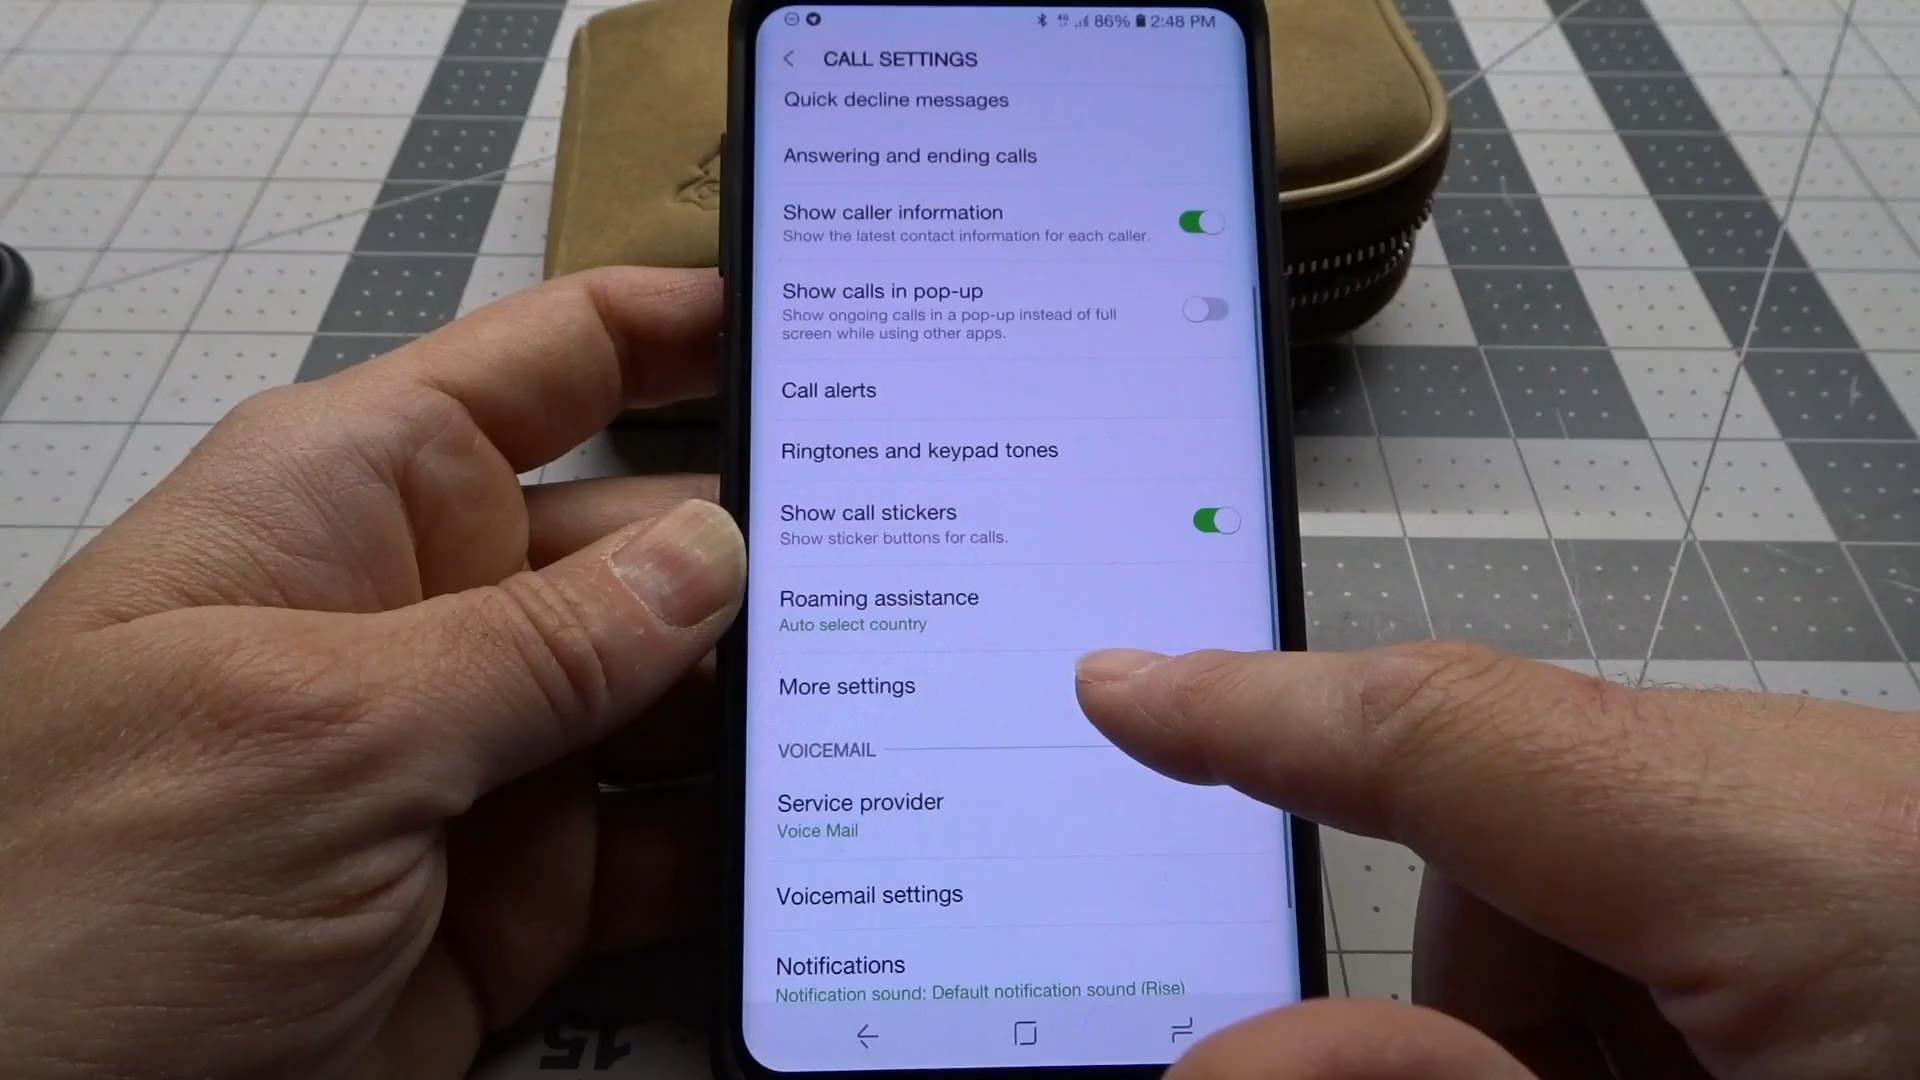 86% 2:48 PM
CALL SETTINGS
Quick decline messages
Answering and ending calls
Show caller information
Show the latest contact information for each caller.
Show calls in pop-up
Show ongoing calls in a pop-up instead of full
screen while using other apps.
Call alerts
Ringtones and keypad tones
Show call stickers
Show sticker buttons for calls.
Roaming assistance
Auto select country
More settings
VOICEMAIL
Service provider
Voice Mail
Voicemail settings
Notifications
Notification sound: Default notification sound (Rise)
15